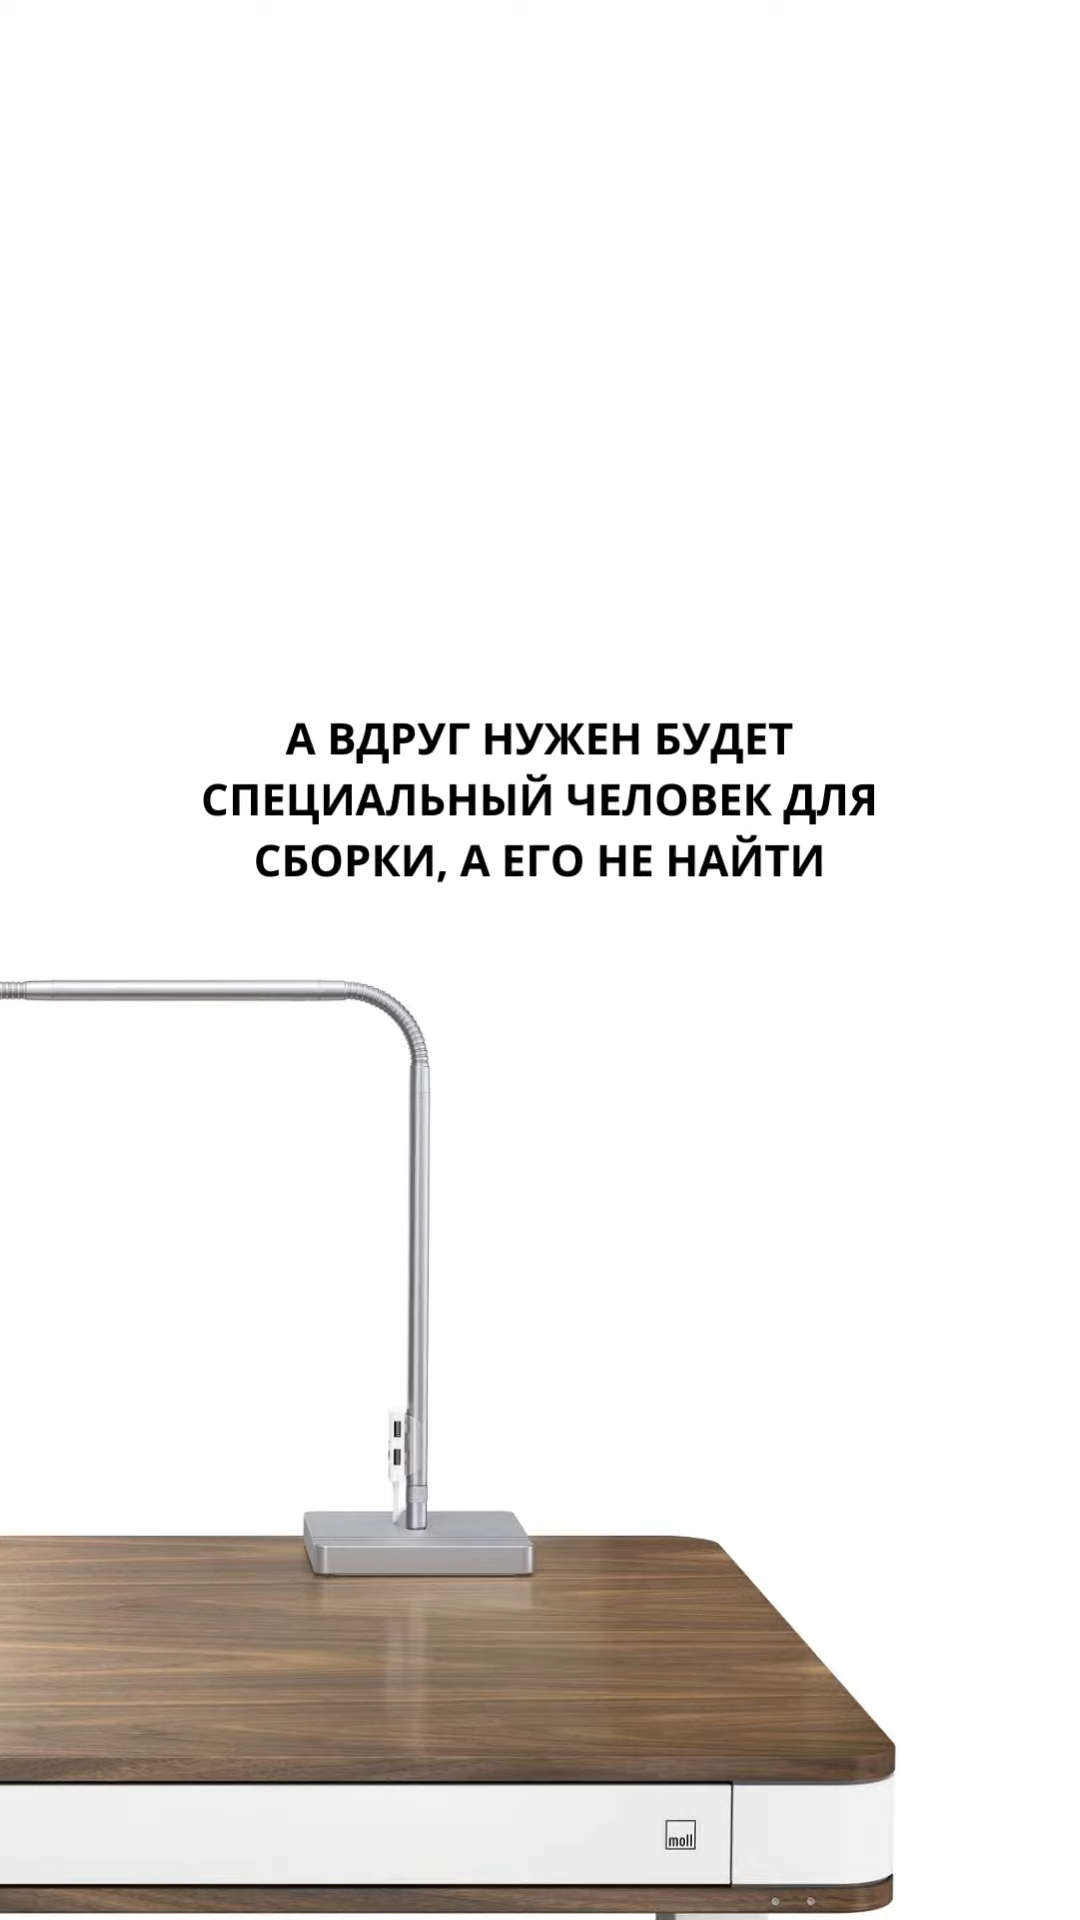 А ВДРУГ НУЖЕН БУДЕТ
СПЕЦИАЛЬНЫЙ ЧЕЛОВЕК ДЛЯ
СБОРКИ, А ЕГО НЕ НАЙТИ
moll